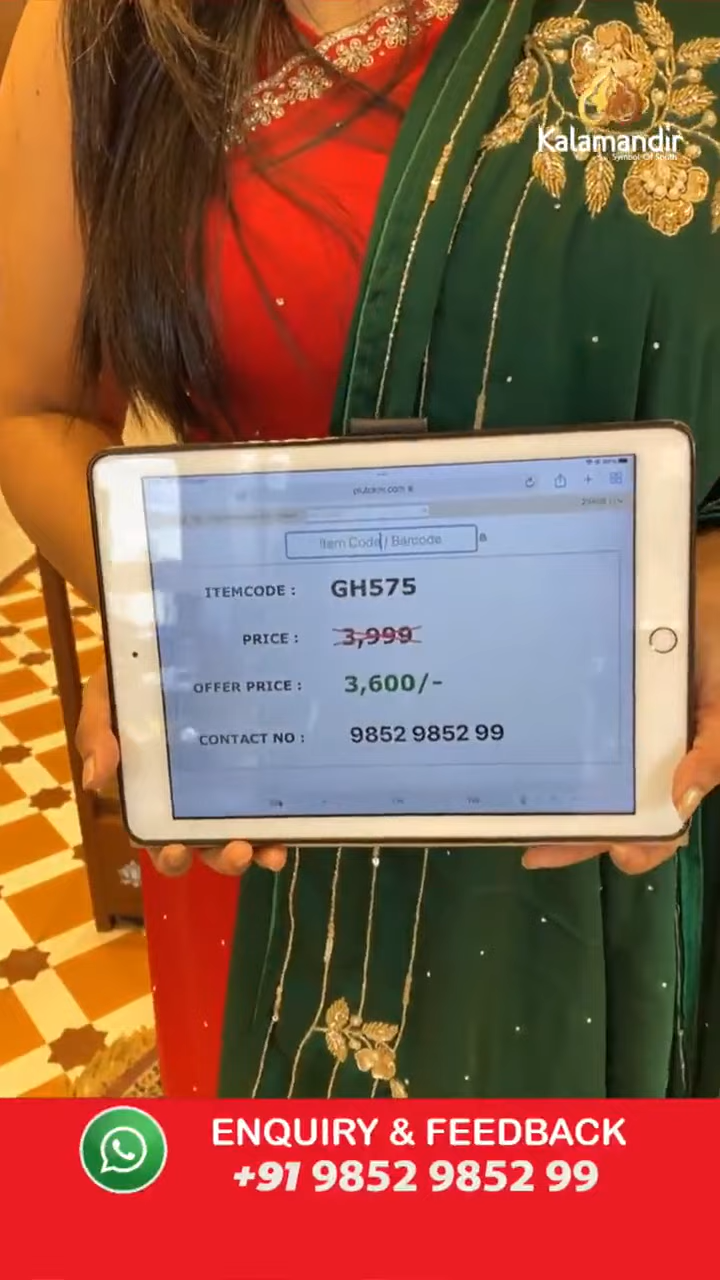 Kalamandir
Symbol Of South
Item Code / Barcode
ITEMCODE : GH575
PRICE : 3,999
OFFER PRICE : 3,600/-
CONTACT NO : 9852 9852 99
ENQUIRY & FEEDBACK
+91 9852 9852 99